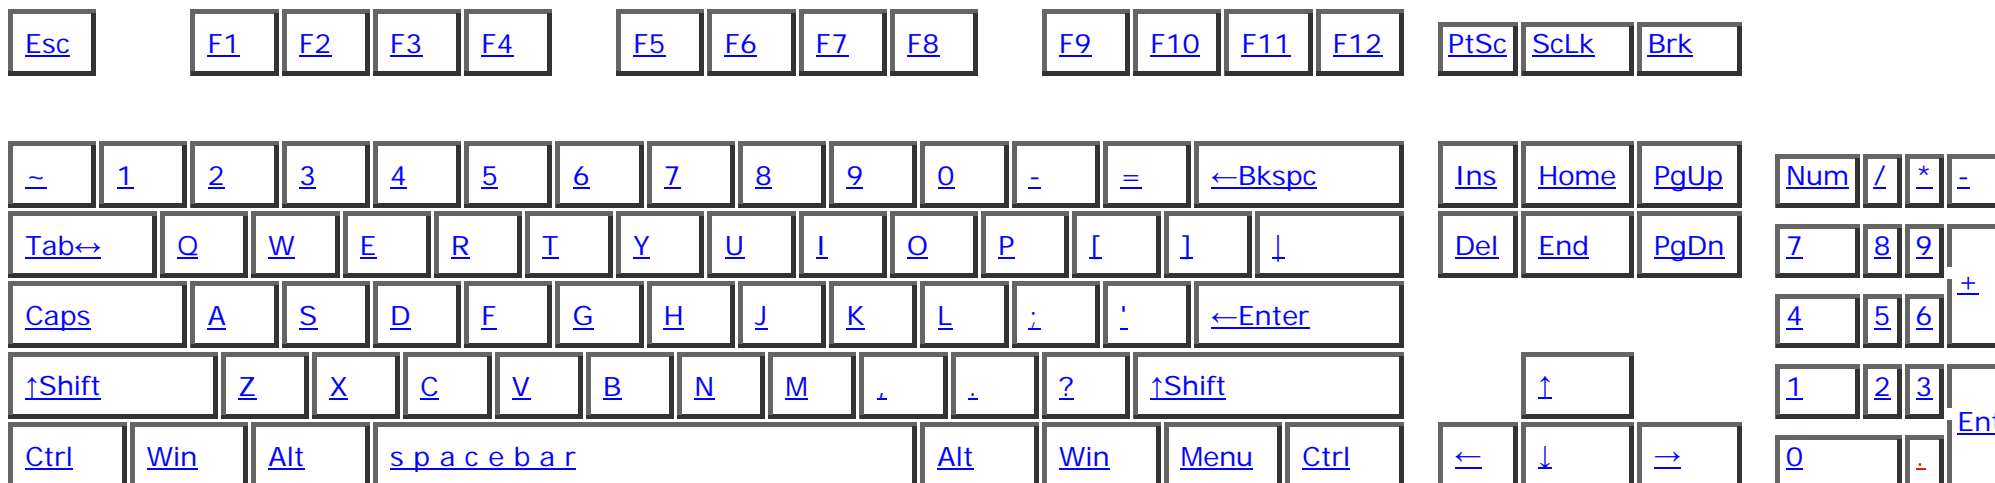 Esc F1 F2 F3 F4 F5 F6 F7 F8 F9 F10 F11 F12 PtSc ScLk Brk
~ 1 2 3 4 5 6 7 8 9 0 - = ←Bkspc Ins Home PgUp Num / * -
Tab↔ Q W E R T Y U I O P [ ] | Del End PgDn 7 8 9
+
Caps A S D F G H J K L ; ' ←Enter 4 5 6
↑Shift Z X C V B N M , . ? ↑Shift ↑ 1 2 3
Ctrl Win Alt s p a c e b a r Alt Win Menu Ctrl ← ↓ → 0 .